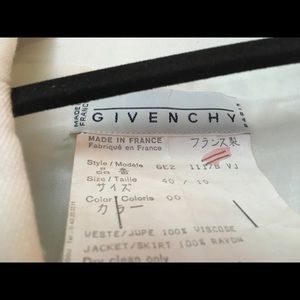 MADE IN FRANCE
GIVENCHY
MADE IN FRANCE
フランス製
Fabriqué en France
Style / Modèle
品番
Size / Taille 40 / 10
サイズ
Color / Coloris 00
カラー
VESTE/JUPE 100% VISCOSE
JACKET/SKIRT 100% RAYON
Dry clean only